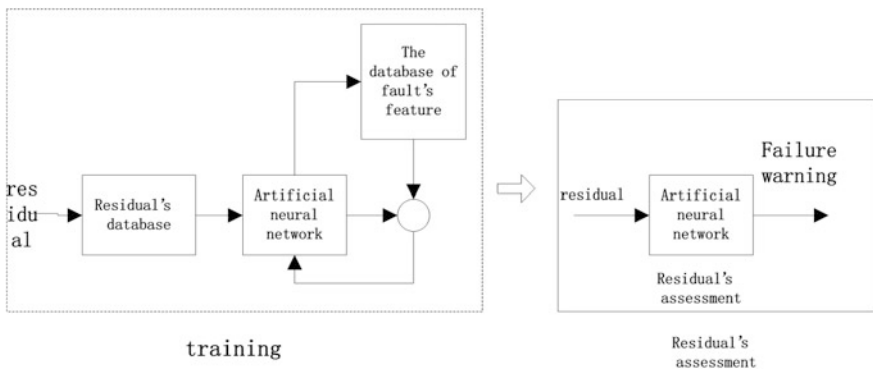 The
database of
fault's
feature
res
idu
al
Residual's
database
Artificial
neural
network
training
Failure
warning
residual
Artificial
neural
network
Residual's
assessment
Residual's
assessment